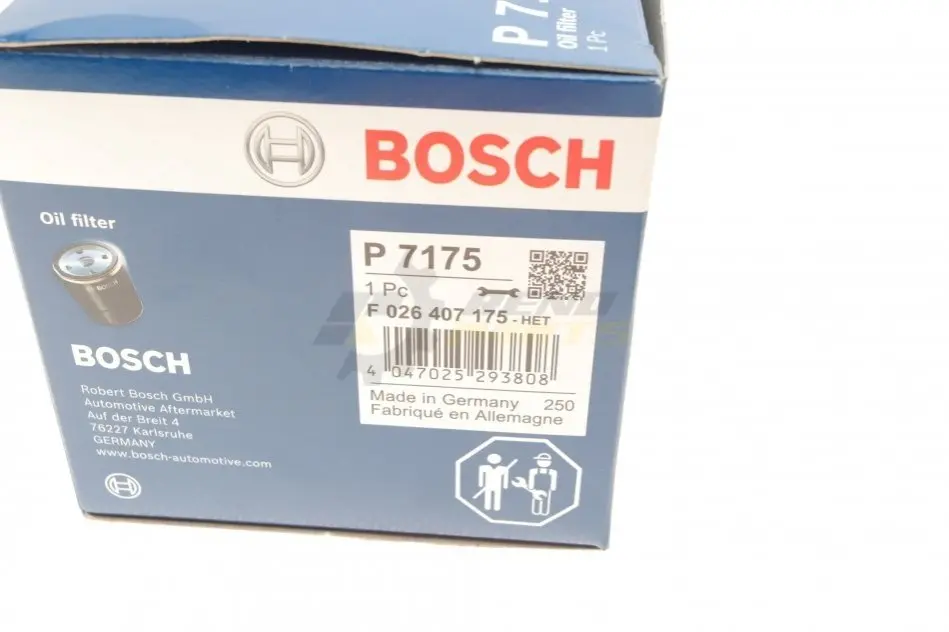 P 7
Oil filter
1 Pc
BOSCH
Oil filter
BOSCH
BOSCH
Robert Bosch GmbH
Automotive Aftermarket
Auf der Breit 4
76227 Karlsruhe
GERMANY
www.bosch-automotive.com
P 7175
1 Pc
F 026 407 175 - HET
4 047025 293808
Made in Germany 250
Fabriqué en Allemagne